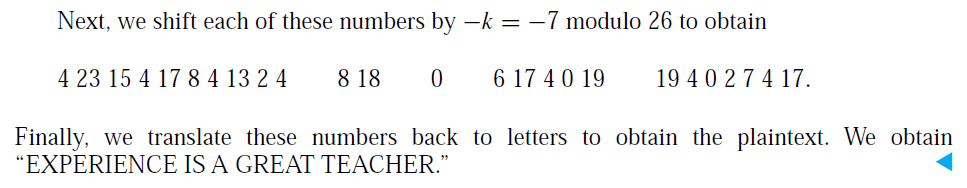 Next, we shift each of these numbers by −k = −7 modulo 26 to obtain
4 23 15 4 17 8 4 13 2 4 8 18 0 6 17 4 0 19 19 4 0 2 7 4 17.
Finally, we translate these numbers back to letters to obtain the plaintext. We obtain
“EXPERIENCE IS A GREAT TEACHER.”